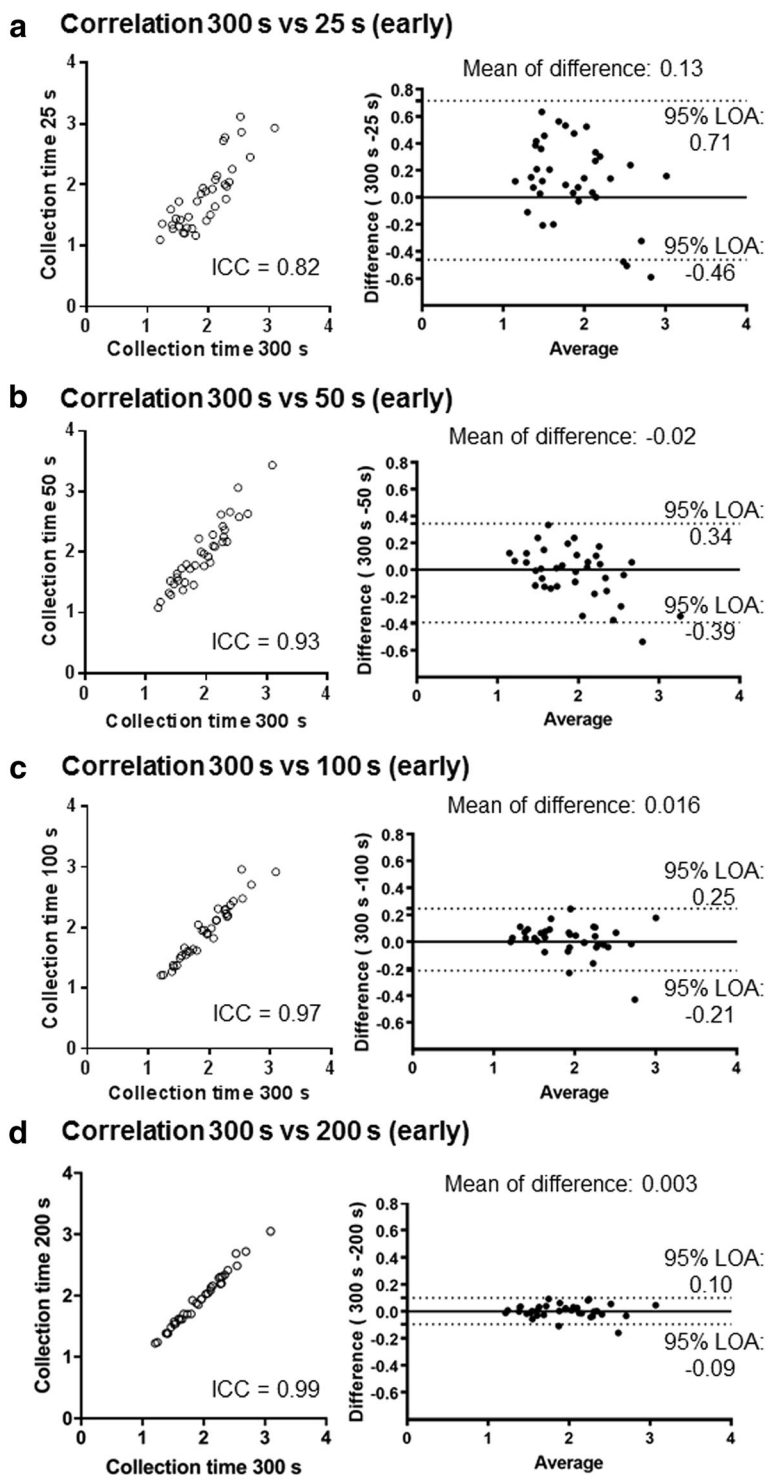 a Correlation 300 s vs 25 s (early)
Collection time 25 s
4
3
2
1
0
0 1 2 3 4
ICC = 0.82
Collection time 300 s
Mean of difference: 0.13
Difference ( 300 s -25 s)
0.8
0.6
0.4
0.2
0.0
-0.2
-0.4
-0.6
95% LOA:
0.71
95% LOA:
-0.46
0 1 2 3 4
Average
b Correlation 300 s vs 50 s (early)
Collection time 50 s
4
3
2
1
0
0 1 2 3 4
ICC = 0.93
Collection time 300 s
Mean of difference: -0.02
Difference ( 300 s -50 s)
0.8
0.6
0.4
0.2
0.0
-0.2
-0.4
-0.6
95% LOA:
0.34
95% LOA:
-0.39
0 1 2 3 4
Average
c Correlation 300 s vs 100 s (early)
Collection time 100 s
4
3
2
1
0
0 1 2 3 4
ICC = 0.97
Collection time 300 s
Mean of difference: 0.016
Difference ( 300 s -100 s)
0.8
0.6
0.4
0.2
0.0
-0.2
-0.4
-0.6
95% LOA:
0.25
95% LOA:
-0.21
0 1 2 3 4
Average
d Correlation 300 s vs 200 s (early)
Collection time 200 s
4
3
2
1
0
0 1 2 3 4
ICC = 0.99
Collection time 300 s
Mean of difference: 0.003
Difference ( 300 s -200 s)
0.8
0.6
0.4
0.2
0.0
-0.2
-0.4
-0.6
95% LOA:
0.10
95% LOA:
-0.09
0 1 2 3 4
Average